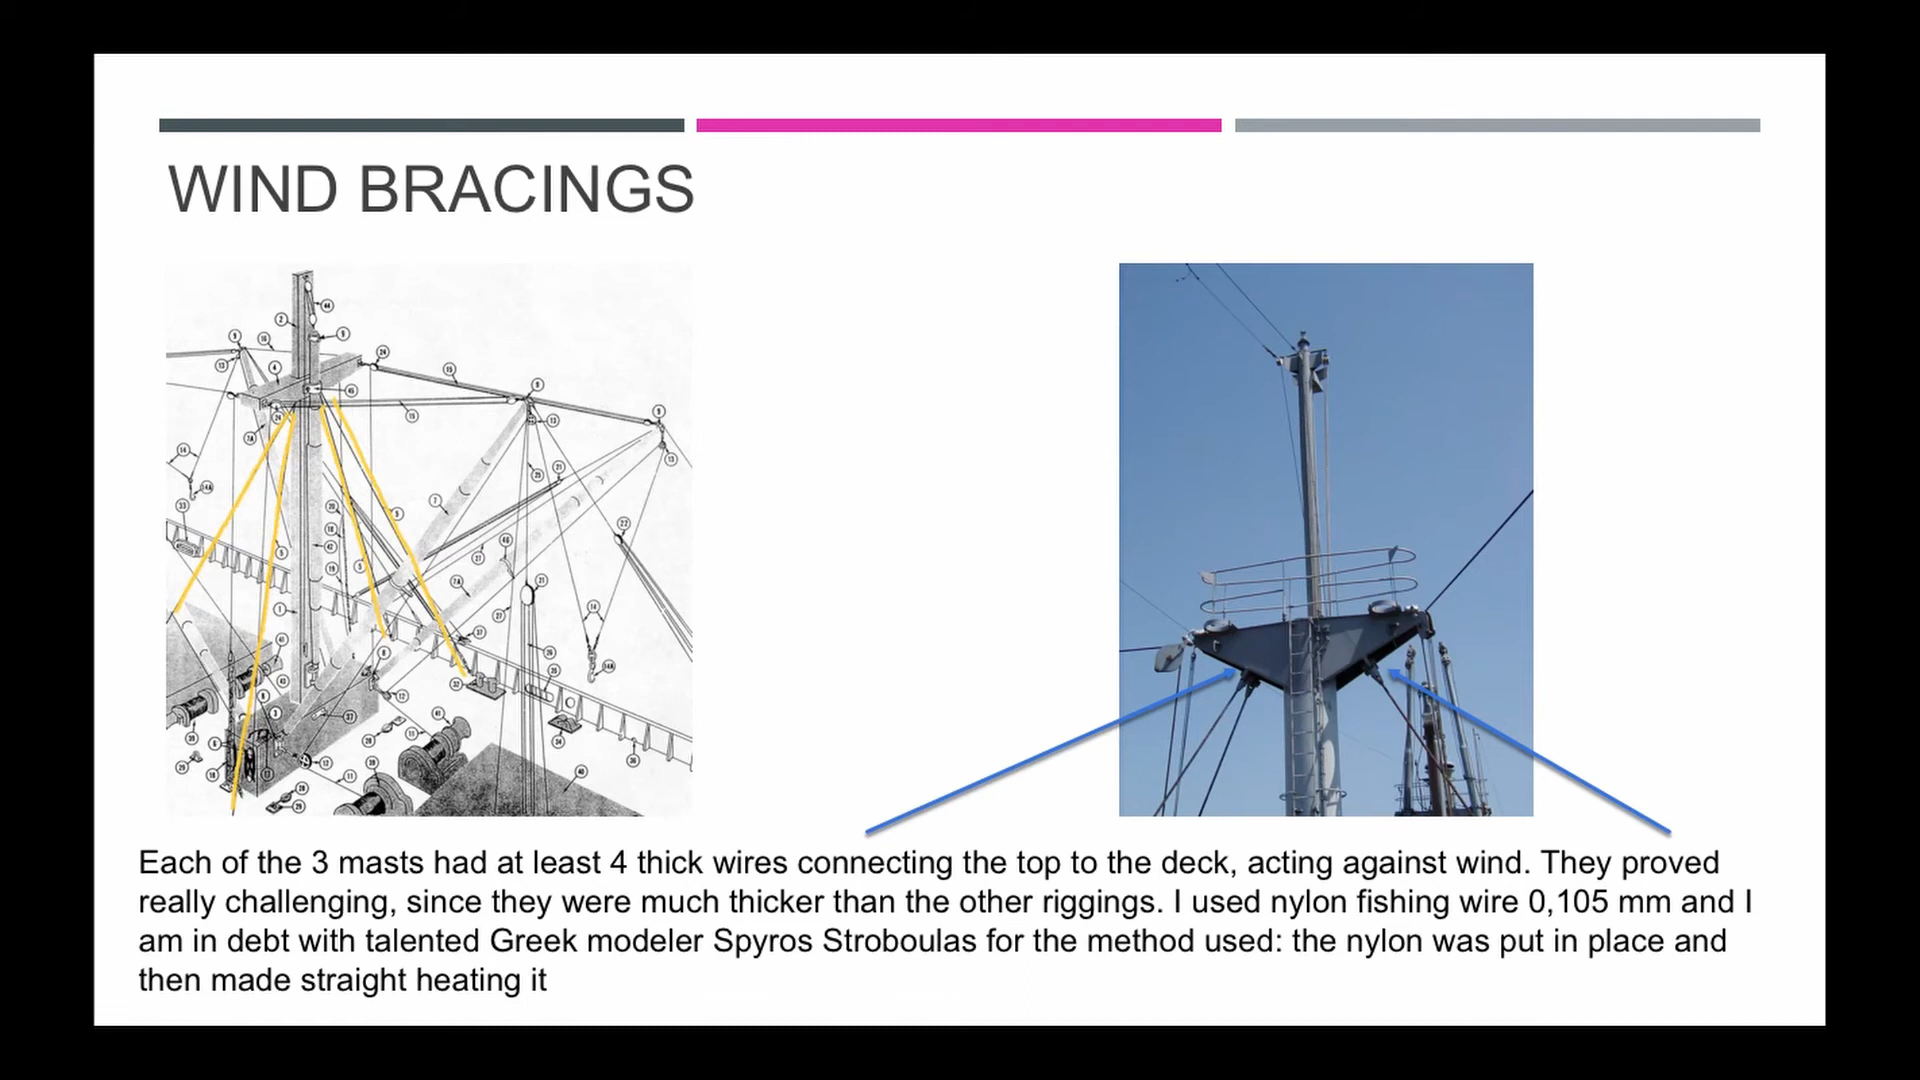 WIND BRACINGS
Each of the 3 masts had at least 4 thick wires connecting the top to the deck, acting against wind. They proved
really challenging, since they were much thicker than the other riggings. I used nylon fishing wire 0,105 mm and I
am in debt with talented Greek modeler Spyros Stroboulas for the method used: the nylon was put in place and
then made straight heating it